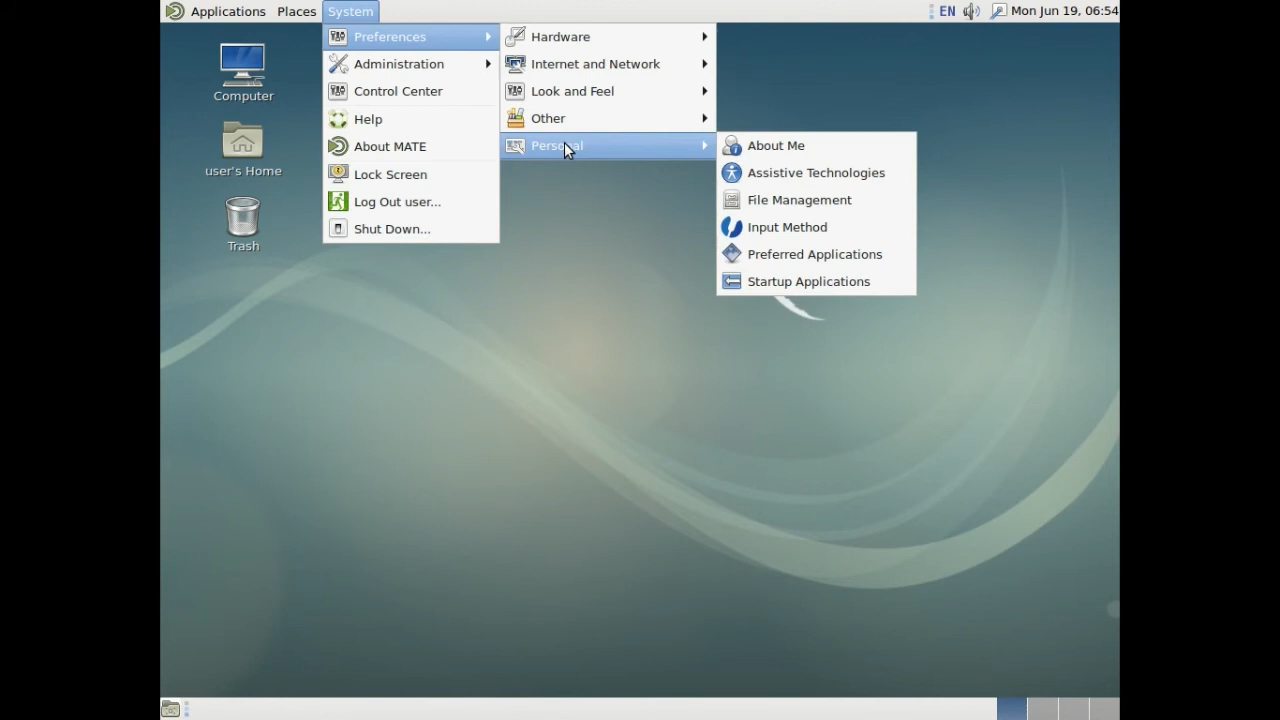 Applications Places System EN Mon Jun 19, 06:54
Computer
user's Home
Trash
Preferences
Administration
Control Center
Help
About MATE
Lock Screen
Log Out user...
Shut Down...
Hardware
Internet and Network
Look and Feel
Other
Personal
About Me
Assistive Technologies
File Management
Input Method
Preferred Applications
Startup Applications